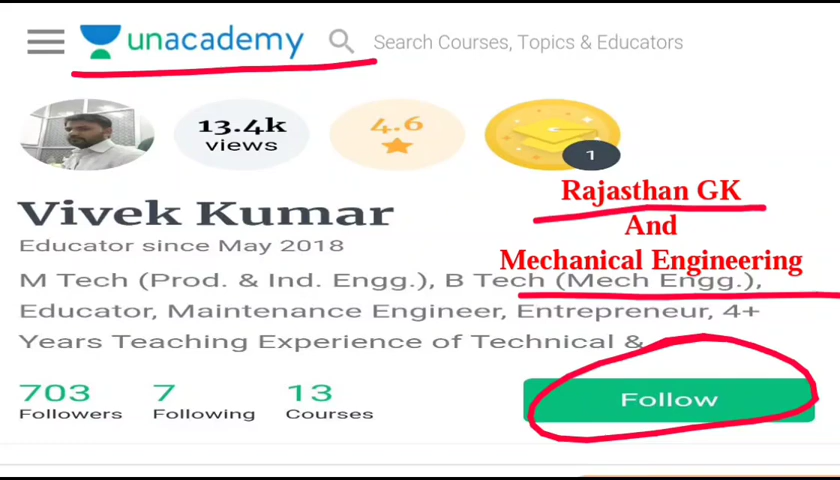 unacademy
Search Courses, Topics & Educators
13.4k
views
4.6
1
Rajasthan GK
And
Mechanical Engineering
Vivek Kumar
Educator since May 2018
M Tech (Prod. & Ind. Engg.), B Tech (Mech Engg.),
Educator, Maintenance Engineer, Entrepreneur, 4+
Years Teaching Experience of Technical &
703
Followers
7
Following
13
Courses
Follow